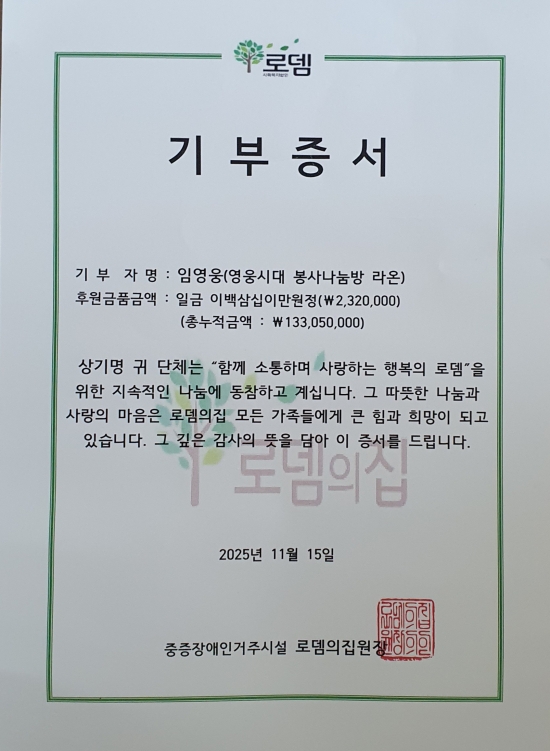 로뎀
사회복지법인
기 부 증 서
기 부 자 명 : 임영웅(영웅시대 봉사나눔방 라온)
후원금품금액 : 일금 이백삼십이만원정(₩2,320,000)
(총누적금액 : ₩133,050,000)
상기명 귀 단체는 "함께 소통하며 사랑하는 행복의 로뎀"을
위한 지속적인 나눔에 동참하고 계십니다. 그 따뜻한 나눔과
사랑의 마음은 로뎀의집 모든 가족들에게 큰 힘과 희망이 되고
있습니다. 그 깊은 감사의 뜻을 담아 이 증서를 드립니다.
로뎀의집
2025년 11월 15일
중증장애인거주시설 로뎀의집원장